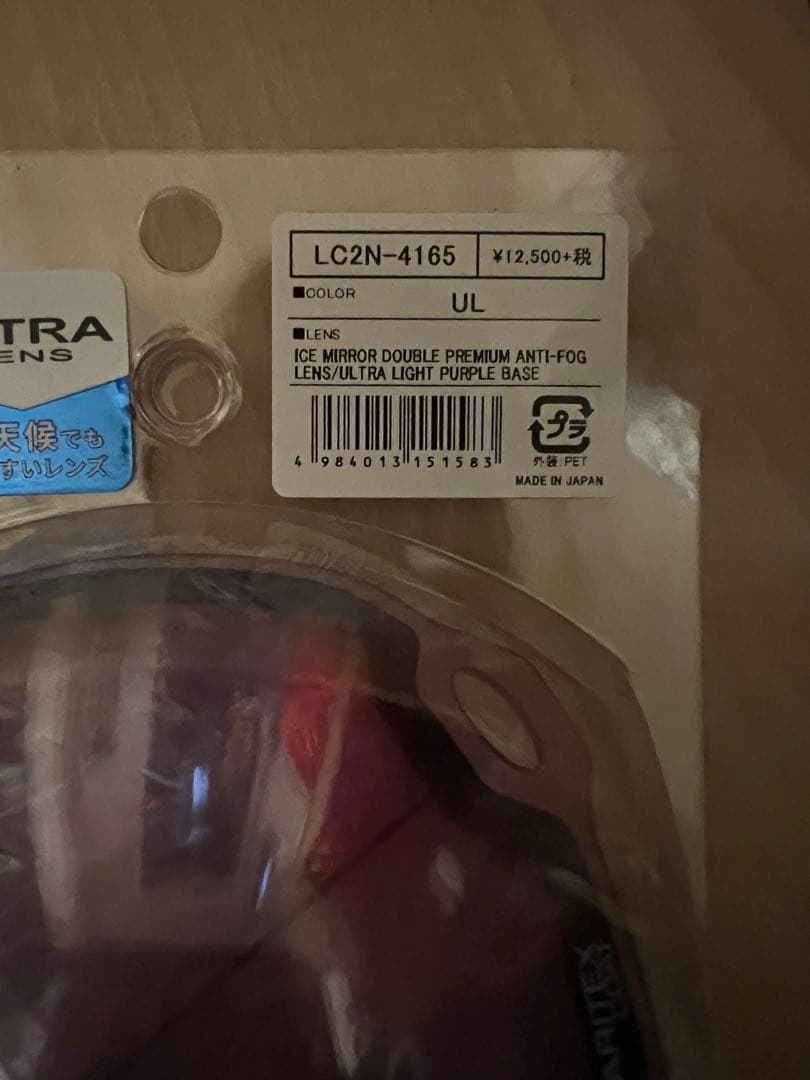 LC2N-4165
¥12,500+税
■COLOR
UL
■LENS
ICE MIRROR DOUBLE PREMIUM ANTI-FOG
LENS/ULTRA LIGHT PURPLE BASE
4 984013 151583
プラ
外装:PET
MADE IN JAPAN
TRA
ENS
天候でも
すいレンズ